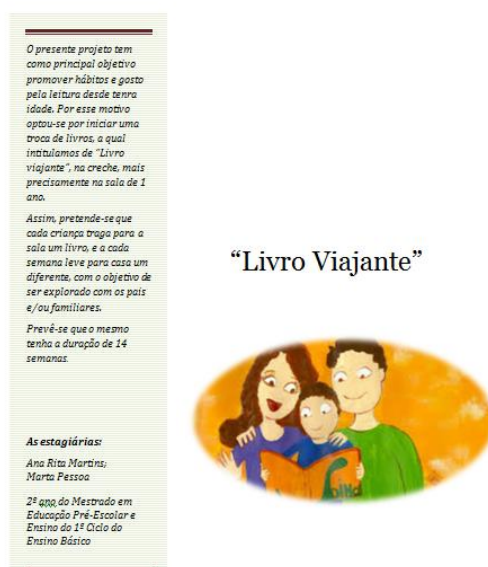 O presente projeto tem
como principal objetivo
promover hábitos e gosto
pela leitura desde tenra
idade. Por esse motivo
optou-se por iniciar uma
troca de livros, a qual
intitulamos de "Livro
viajante", na creche, mais
precisamente na sala de 1
ano.
Assim, pretende-se que
cada criança traga para a
sala um livro, e a cada
semana leve para casa um
diferente, com o objetivo de
ser explorado com os pais
e/ou familiares.
Prevê-se que o mesmo
tenha a duração de 14
semanas.
As estagiárias:
Ana Rita Martins;
Marta Pessoa
2º ano do Mestrado em
Educação Pré-Escolar e
Ensino do 1º Ciclo do
Ensino Básico
“Livro Viajante”